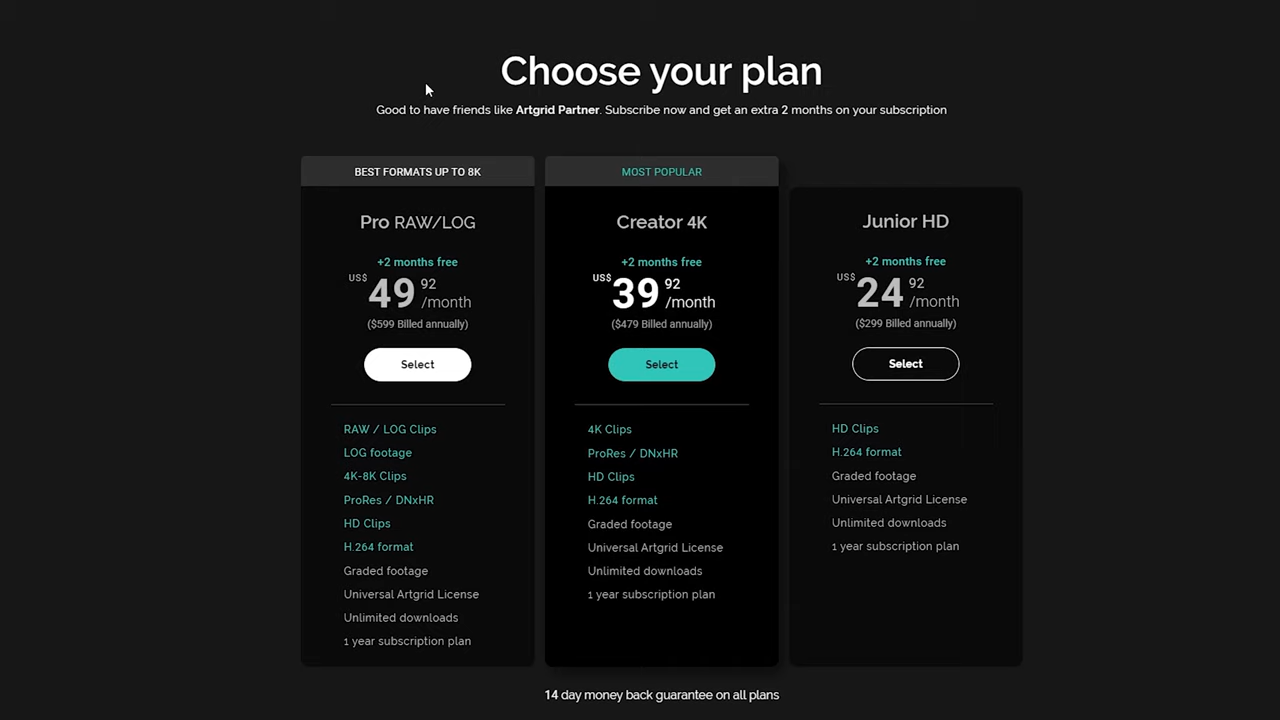 Choose your plan
Good to have friends like Artgrid Partner. Subscribe now and get an extra 2 months on your subscription
BEST FORMATS UP TO 8K
Pro RAW/LOG
+2 months free
US$ 49 92 /month
($599 Billed annually)
Select
RAW / LOG Clips
LOG footage
4K-8K Clips
ProRes / DNxHR
HD Clips
H.264 format
Graded footage
Universal Artgrid License
Unlimited downloads
1 year subscription plan
MOST POPULAR
Creator 4K
+2 months free
US$ 39 92 /month
($479 Billed annually)
Select
4K Clips
ProRes / DNxHR
HD Clips
H.264 format
Graded footage
Universal Artgrid License
Unlimited downloads
1 year subscription plan
Junior HD
+2 months free
US$ 24 92 /month
($299 Billed annually)
Select
HD Clips
H.264 format
Graded footage
Universal Artgrid License
Unlimited downloads
1 year subscription plan
14 day money back guarantee on all plans